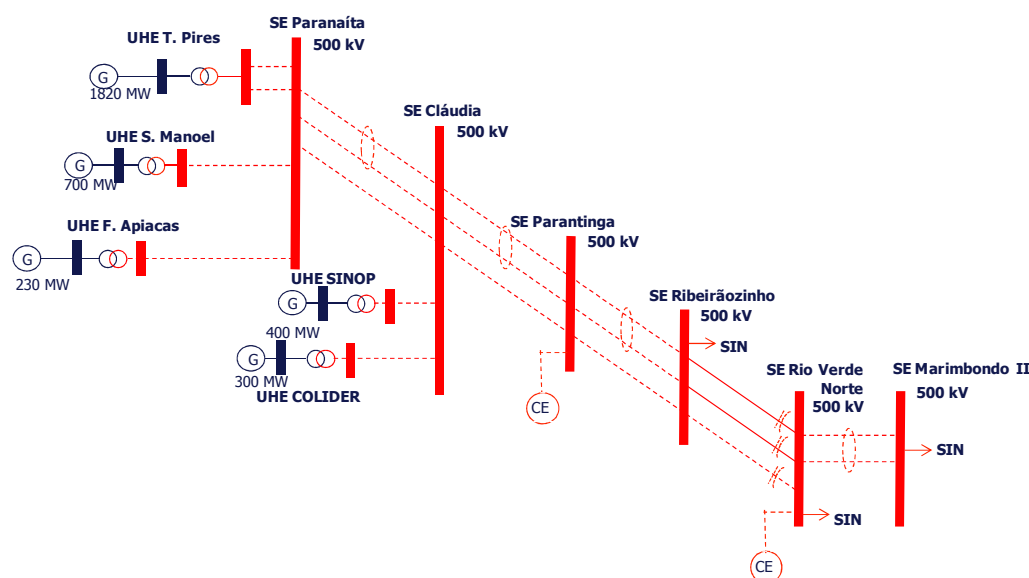 SE Paranaíta
500 kV
UHE T. Pires
G
1820 MW
SE Cláudia
500 kV
UHE S. Manoel
G
700 MW
SE Parantinga
500 kV
UHE F. Apiacas
G
230 MW
UHE SINOP
G
400 MW
SE Ribeirãozinho
500 kV
SIN
G
300 MW
UHE COLIDER
CE
SE Rio Verde
Norte
500 kV
SE Marimbondo II
500 kV
SIN
SIN
CE